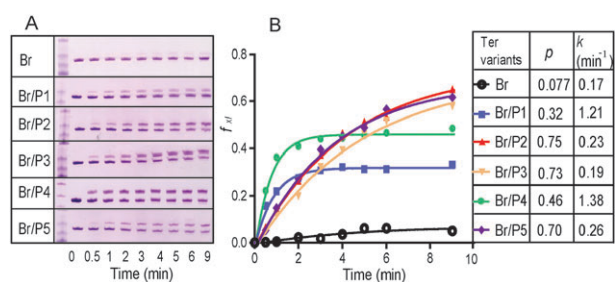 A
Br
Br/P1
Br/P2
Br/P3
Br/P4
Br/P5
0 0.5 1 2 3 4 5 6 9
Time (min)
B
f xl
0.8
0.6
0.4
0.2
0.0
0 2 4 6 8 10
Time (min)
Ter variants p k (min⁻¹)
Br 0.077 0.17
Br/P1 0.32 1.21
Br/P2 0.75 0.23
Br/P3 0.73 0.19
Br/P4 0.46 1.38
Br/P5 0.70 0.26